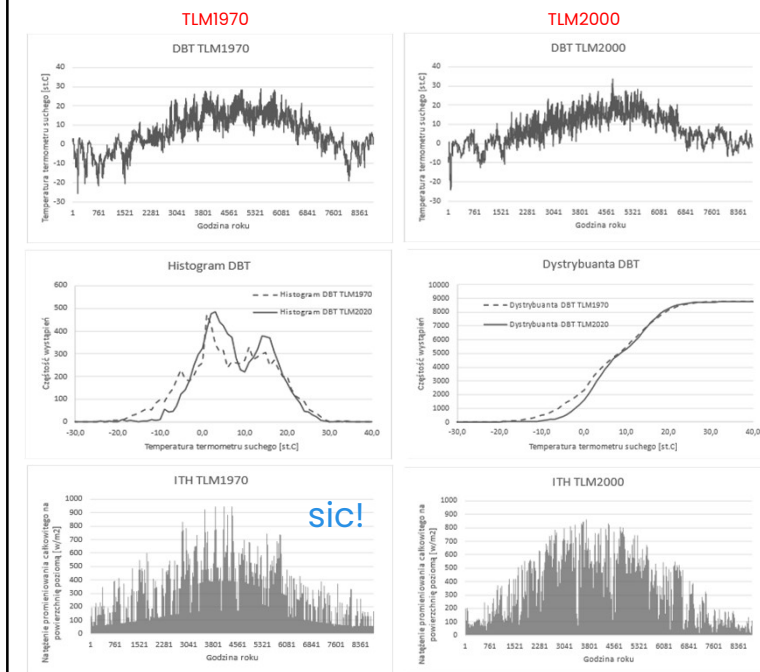 TLM1970
TLM2000
DBT TLM1970
Temperatura termometru suchego [st.C]
40
30
20
10
0
-10
-20
-30
1 761 1521 2281 3041 3801 4561 5321 6081 6841 7601 8361
Godzina roku
DBT TLM2000
Temperatura termometru suchego [st.C]
40
30
20
10
0
-10
-20
-30
1 761 1521 2281 3041 3801 4561 5321 6081 6841 7601 8361
Godzina roku
Histogram DBT
Częstość wystąpień
600
500
400
300
200
100
0
Histogram DBT TLM1970
Histogram DBT TLM2020
-30,0 -20,0 -10,0 0,0 10,0 20,0 30,0 40,0
Temperatura termometru suchego [st.C]
Dystrybuanta DBT
Częstość wystąpień
10000
9000
8000
7000
6000
5000
4000
3000
2000
1000
0
Dystrybuanta DBT TLM1970
Dystrybuanta DBT TLM2020
-30,0 -20,0 -10,0 0,0 10,0 20,0 30,0 40,0
Temperatura termometru suchego [st.C]
ITH TLM1970
sic!
Natężenie promieniowania całkowitego na
powierzchnię poziomą [w/m2]
1000
900
800
700
600
500
400
300
200
100
0
1 761 1521 2281 3041 3801 4561 5321 6081 6841 7601 8361
Godzina roku
ITH TLM2000
Natężenie promieniowania całkowitego na
powierzchnię poziomą [w/m2]
1000
900
800
700
600
500
400
300
200
100
0
1 761 1521 2281 3041 3801 4561 5321 6081 6841 7601 8361
Godzina roku